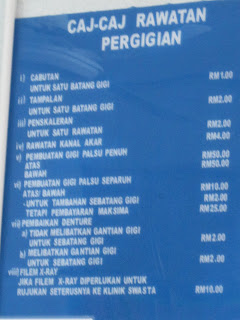 CAJ-CAJ RAWATAN
PERGIGIAN
i) CABUTAN RM1.00
UNTUK SATU BATANG GIGI
ii) TAMPALAN RM2.00
UNTUK SATU BATANG GIGI
iii) PENSKALERAN RM2.00
UNTUK SATU RAWATAN
iv) RAWATAN KANAL AKAR RM4.00
v) PEMBUATAN GIGI PALSU PENUH RM50.00
ATAS RM50.00
BAWAH
vi) PEMBUATAN GIGI PALSU SEPARUH
ATAS/ BAWAH RM10.00
-UNTUK TAMBAHAN SEBATANG GIGI RM2.00
TETAPI PEMBAYARAN MAKSIMA RM25.00
vii) PEMBAIKAN DENTURE
a) TIDAK MELIBATKAN GANTIAN GIGI
UNTUK SEBATANG GIGI RM2.00
b) MELIBATKAN GANTIAN GIGI
UNTUK SEBATANG GIGI RM2.00
viii) FILEM X-RAY
JIKA FILEM X-RAY DIPERLUKAN UNTUK
RUJUKAN SETERUSNYA KE KLINIK SWASTA RM10.00